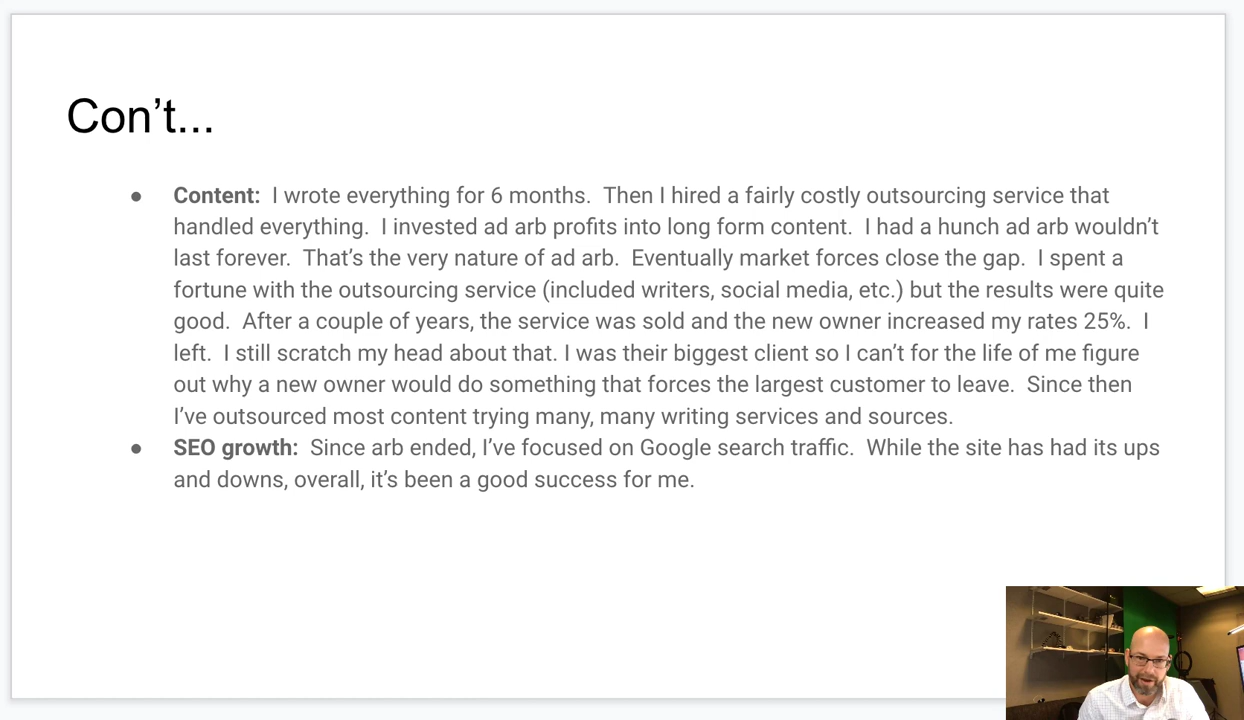 Con’t...
● Content:  I wrote everything for 6 months.  Then I hired a fairly costly outsourcing service that
handled everything.  I invested ad arb profits into long form content.  I had a hunch ad arb wouldn’t
last forever.  That’s the very nature of ad arb.  Eventually market forces close the gap.  I spent a
fortune with the outsourcing service (included writers, social media, etc.) but the results were quite
good.  After a couple of years, the service was sold and the new owner increased my rates 25%.  I
left.  I still scratch my head about that. I was their biggest client so I can’t for the life of me figure
out why a new owner would do something that forces the largest customer to leave.  Since then
I’ve outsourced most content trying many, many writing services and sources.
● SEO growth:  Since arb ended, I’ve focused on Google search traffic.  While the site has had its ups
and downs, overall, it’s been a good success for me.